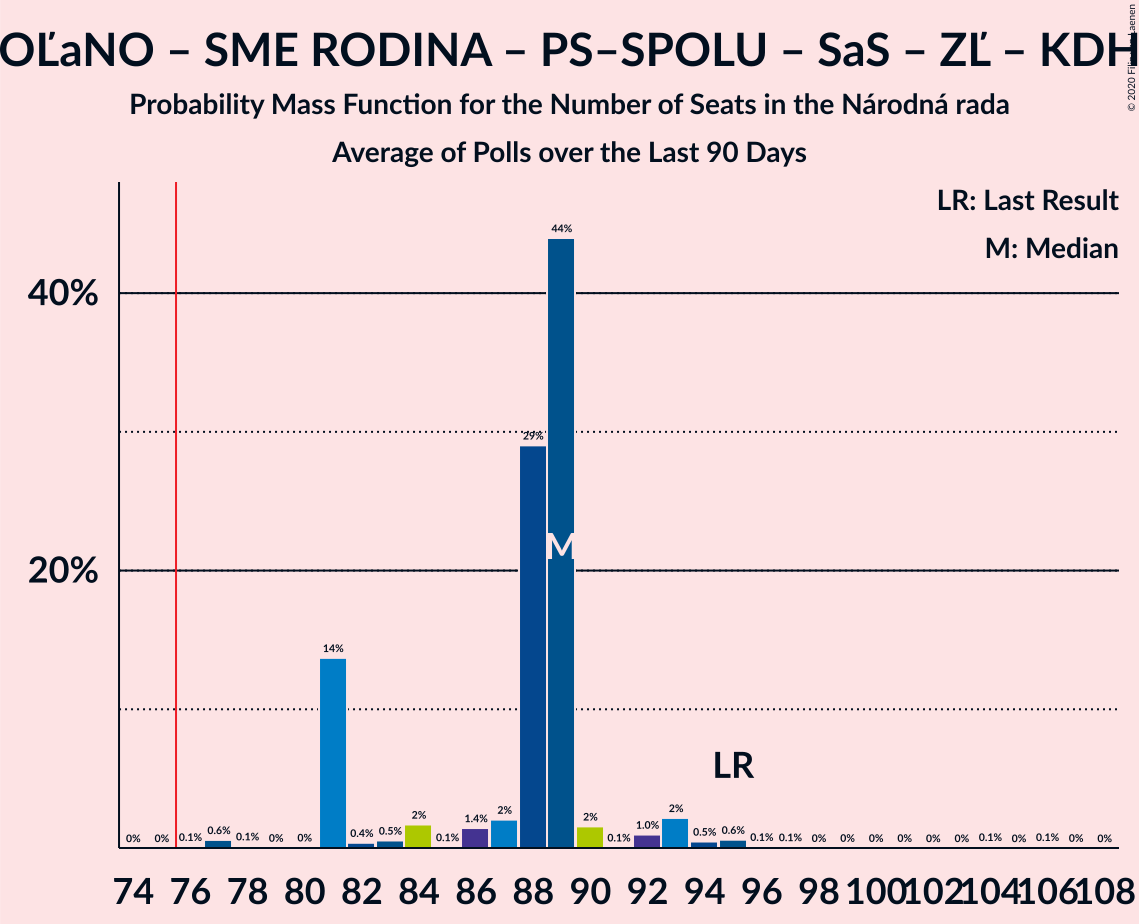 OĽaNO – SME RODINA – PS–SPOLU – SaS – ZĽ – KDH
Probability Mass Function for the Number of Seats in the Národná rada
Average of Polls over the Last 90 Days
© 2020 Filip van Laenen
LR: Last Result
M: Median
40%
20%
0% 0% 0.1% 0.6% 0.1% 0% 0% 14% 0.4% 0.5% 2% 0.1% 1.4% 2% 29% 44% 2% 0.1% 1.0% 2% 0.5% 0.6% 0.1% 0.1% 0% 0% 0% 0% 0% 0% 0.1% 0% 0.1% 0% 0%
M
LR
74 76 78 80 82 84 86 88 90 92 94 96 98 100 102 104 106 108